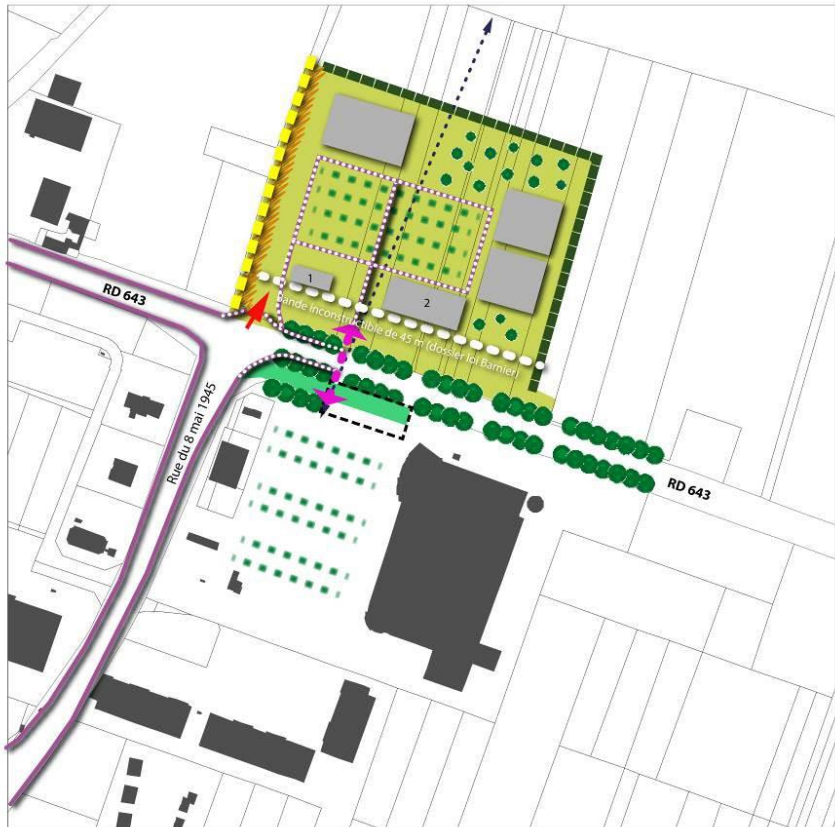 1
RD 643
2
Bande Inconstructible de 45 m (dossier loi Barnier)
Rue du 8 mai 1945
RD 643